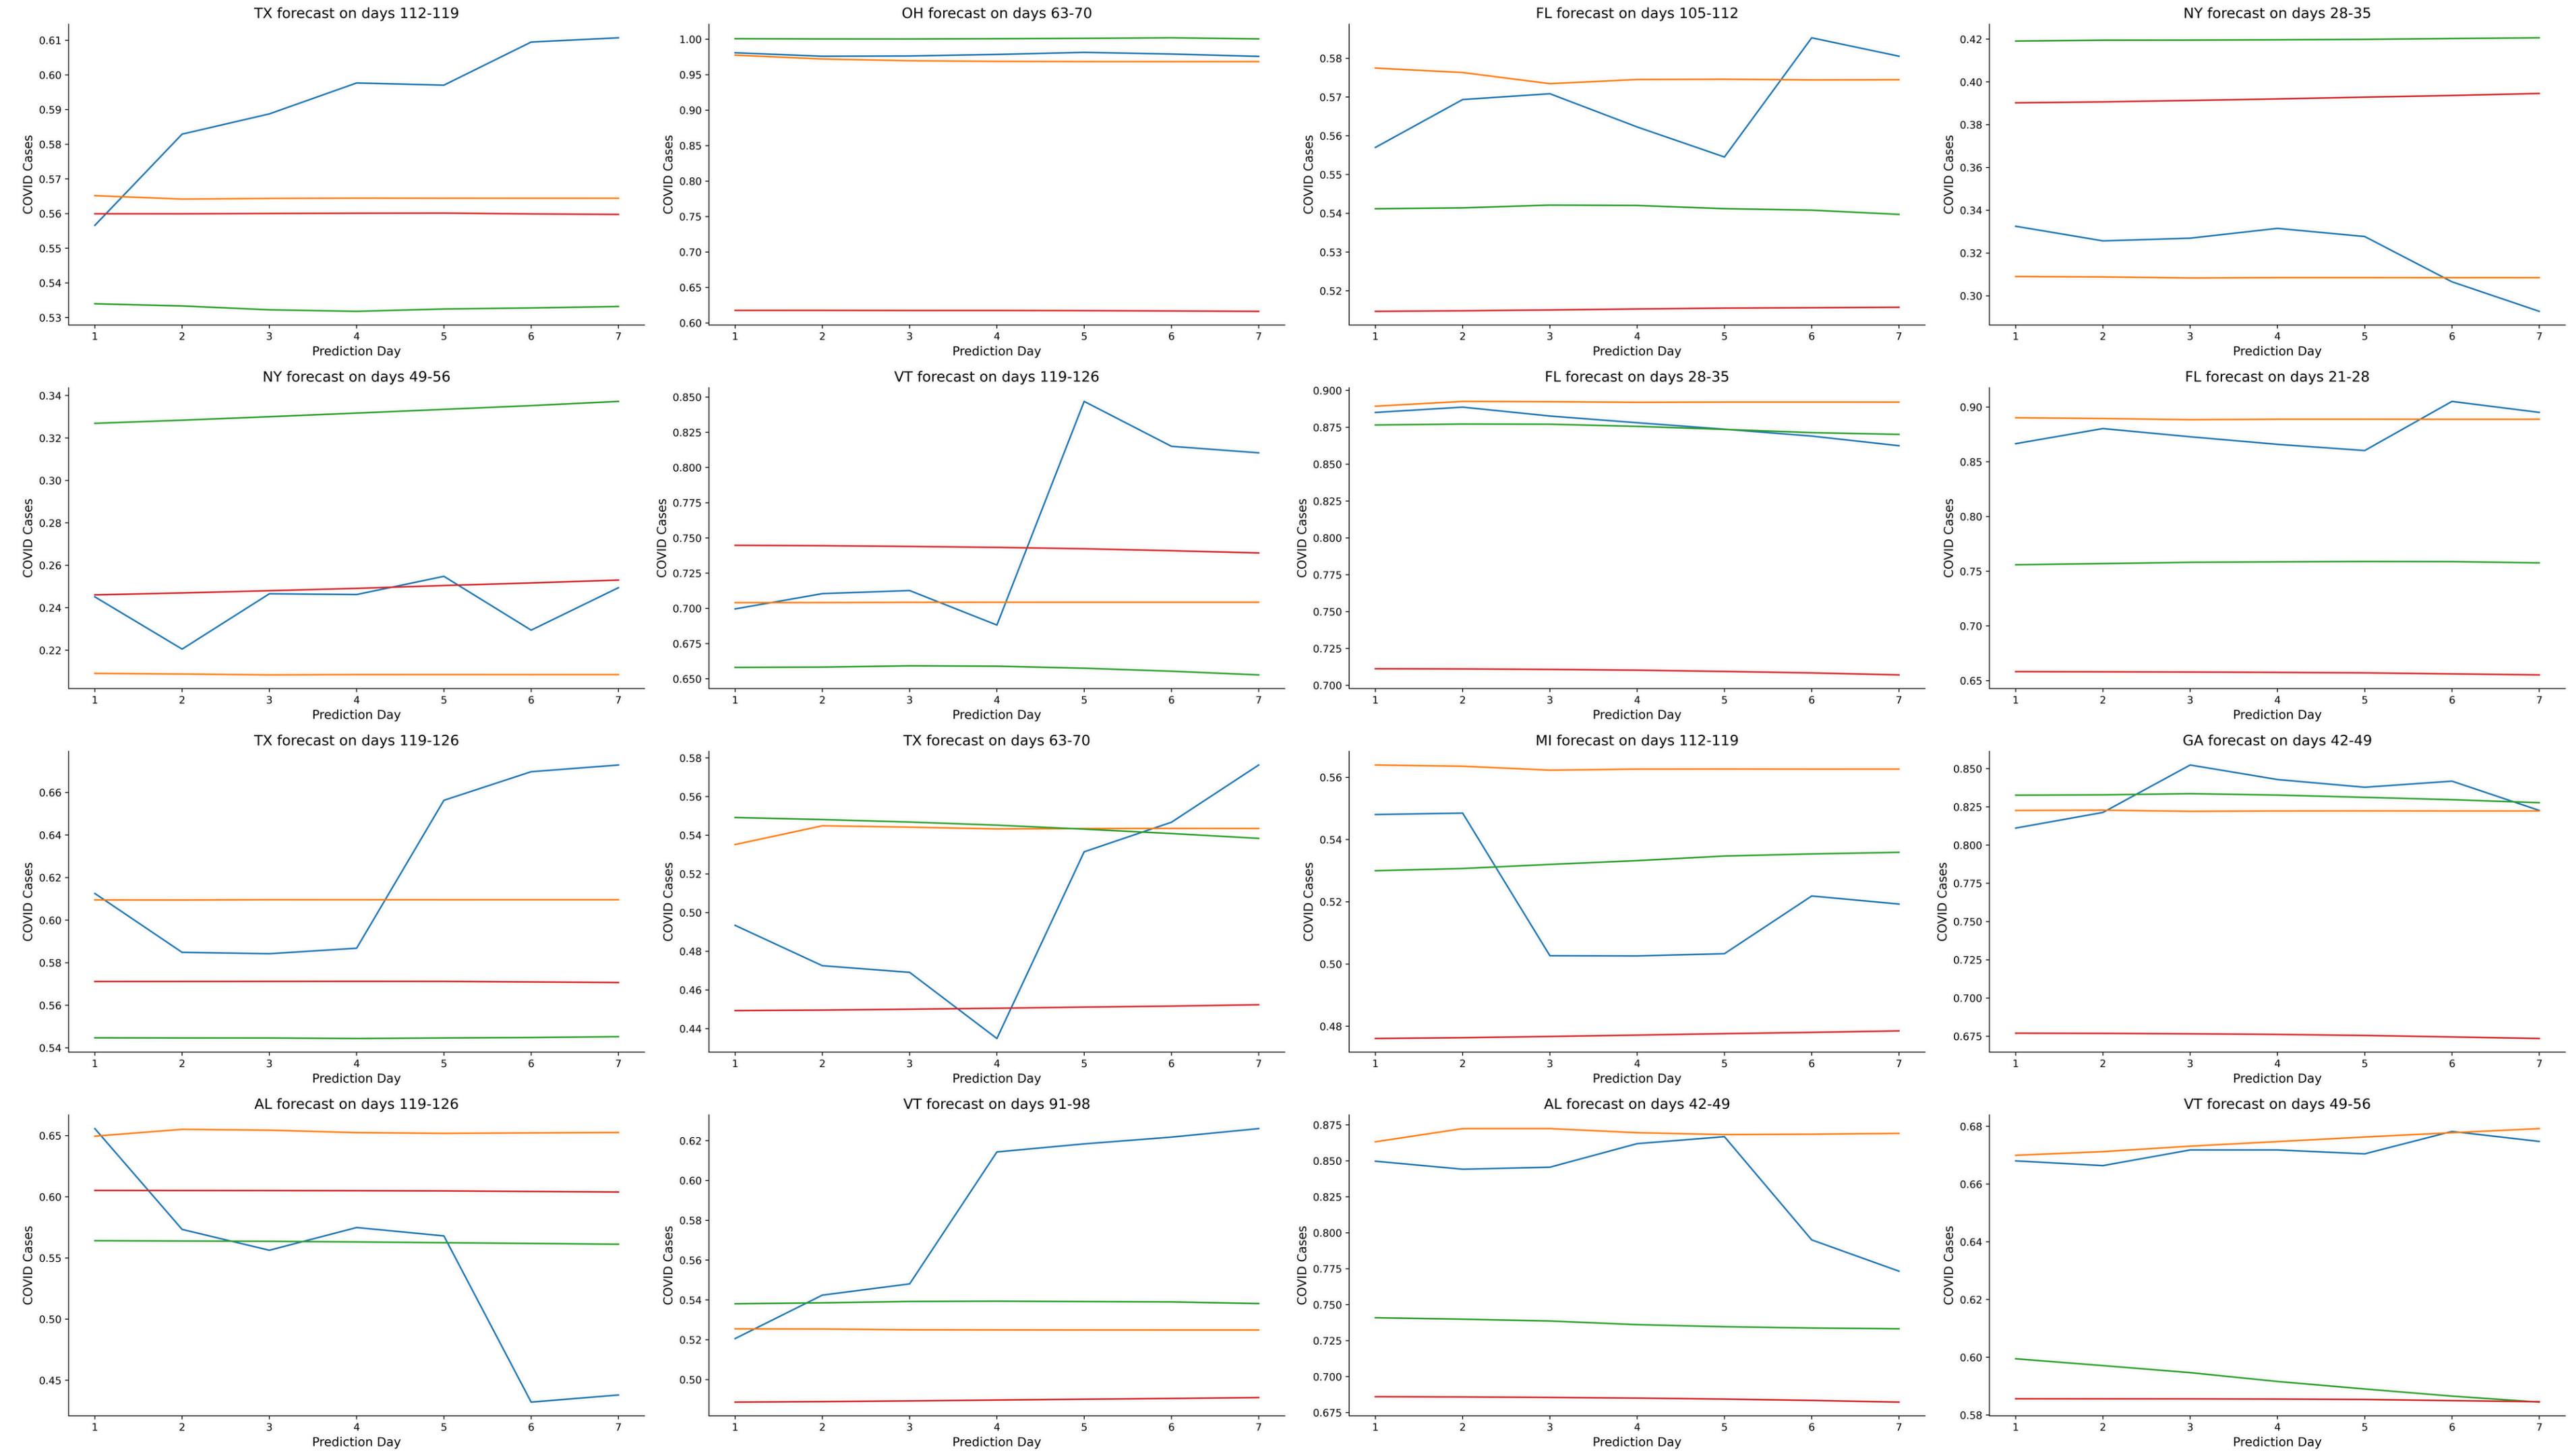 TX forecast on days 112-119
0.61
0.60
0.59
0.58
0.57
0.56
0.55
0.54
0.53
COVID Cases
1 2 3 4 5 6 7
Prediction Day
OH forecast on days 63-70
1.00
0.95
0.90
0.85
0.80
0.75
0.70
0.65
0.60
COVID Cases
1 2 3 4 5 6 7
Prediction Day
FL forecast on days 105-112
0.58
0.57
0.56
0.55
0.54
0.53
0.52
COVID Cases
1 2 3 4 5 6 7
Prediction Day
NY forecast on days 28-35
0.42
0.40
0.38
0.36
0.34
0.32
0.30
COVID Cases
1 2 3 4 5 6 7
Prediction Day
NY forecast on days 49-56
0.34
0.32
0.30
0.28
0.26
0.24
0.22
COVID Cases
1 2 3 4 5 6 7
Prediction Day
VT forecast on days 119-126
0.850
0.825
0.800
0.775
0.750
0.725
0.700
0.675
0.650
COVID Cases
1 2 3 4 5 6 7
Prediction Day
FL forecast on days 28-35
0.900
0.875
0.850
0.825
0.800
0.775
0.750
0.725
0.700
COVID Cases
1 2 3 4 5 6 7
Prediction Day
FL forecast on days 21-28
0.90
0.85
0.80
0.75
0.70
0.65
COVID Cases
1 2 3 4 5 6 7
Prediction Day
TX forecast on days 119-126
0.66
0.64
0.62
0.60
0.58
0.56
0.54
COVID Cases
1 2 3 4 5 6 7
Prediction Day
TX forecast on days 63-70
0.58
0.56
0.54
0.52
0.50
0.48
0.46
0.44
COVID Cases
1 2 3 4 5 6 7
Prediction Day
MI forecast on days 112-119
0.56
0.54
0.52
0.50
0.48
COVID Cases
1 2 3 4 5 6 7
Prediction Day
GA forecast on days 42-49
0.850
0.825
0.800
0.775
0.750
0.725
0.700
0.675
COVID Cases
1 2 3 4 5 6 7
Prediction Day
AL forecast on days 119-126
0.65
0.60
0.55
0.50
0.45
COVID Cases
1 2 3 4 5 6 7
Prediction Day
VT forecast on days 91-98
0.62
0.60
0.58
0.56
0.54
0.52
0.50
COVID Cases
1 2 3 4 5 6 7
Prediction Day
AL forecast on days 42-49
0.875
0.850
0.825
0.800
0.775
0.750
0.725
0.700
0.675
COVID Cases
1 2 3 4 5 6 7
Prediction Day
VT forecast on days 49-56
0.68
0.66
0.64
0.62
0.60
0.58
COVID Cases
1 2 3 4 5 6 7
Prediction Day